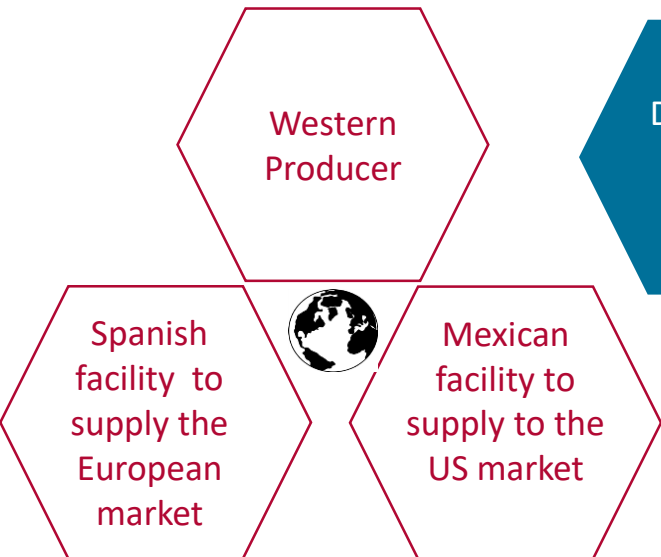 Western
Producer
D
Spanish
facility to
supply the
European
market
Mexican
facility to
supply to the
US market